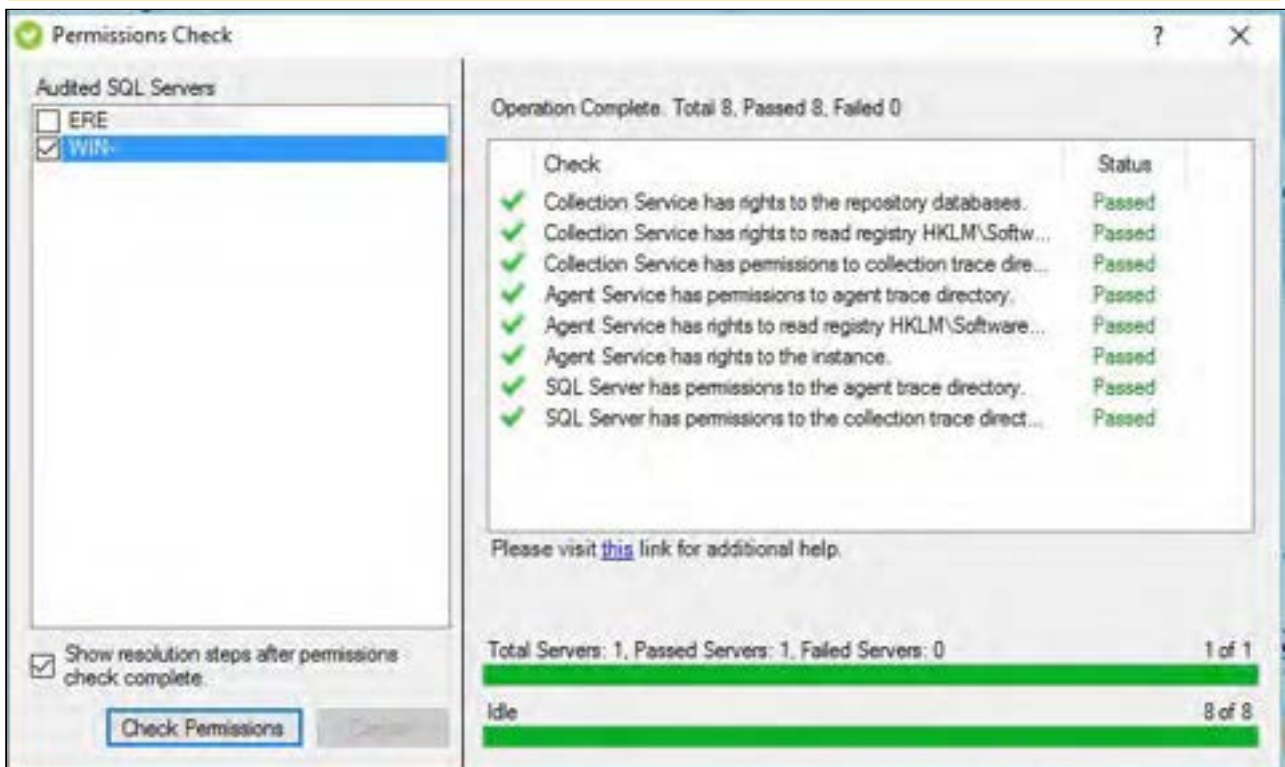 Permissions Check
?
Audited SQL Servers
ERE
WIN-
Show resolution steps after permissions
check complete
Check Permissions
Cancel
Operation Complete. Total 8, Passed 8, Failed 0
Check Status
Collection Service has rights to the repository databases. Passed
Collection Service has rights to read registry HKLM\Softw... Passed
Collection Service has permissions to collection trace dire... Passed
Agent Service has permissions to agent trace directory. Passed
Agent Service has rights to read registry HKLM\Software... Passed
Agent Service has rights to the instance. Passed
SQL Server has permissions to the agent trace directory. Passed
SQL Server has permissions to the collection trace direct... Passed
Please visit this link for additional help.
Total Servers: 1, Passed Servers: 1, Failed Servers: 0 1 of 1
Idle 8 of 8